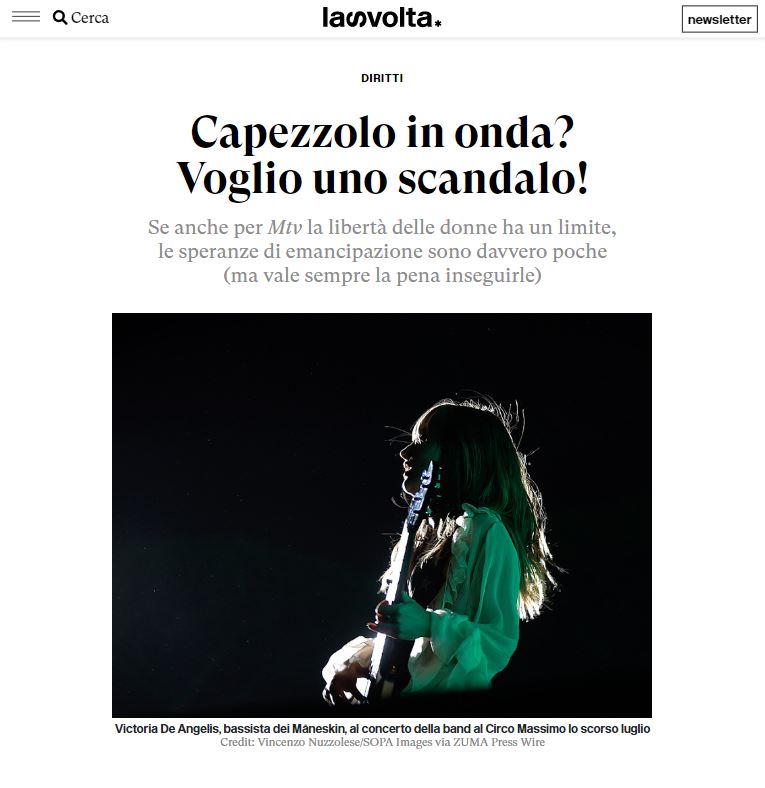 Cerca
lasvolta.*
newsletter
DIRITTI
Capezzolo in onda?
Voglio uno scandalo!
Se anche per Mtv la libertà delle donne ha un limite,
le speranze di emancipazione sono davvero poche
(ma vale sempre la pena inseguirle)
Victoria De Angelis, bassista dei Måneskin, al concerto della band al Circo Massimo lo scorso luglio
Credit: Vincenzo Nuzzolese/SOPA Images via ZUMA Press Wire